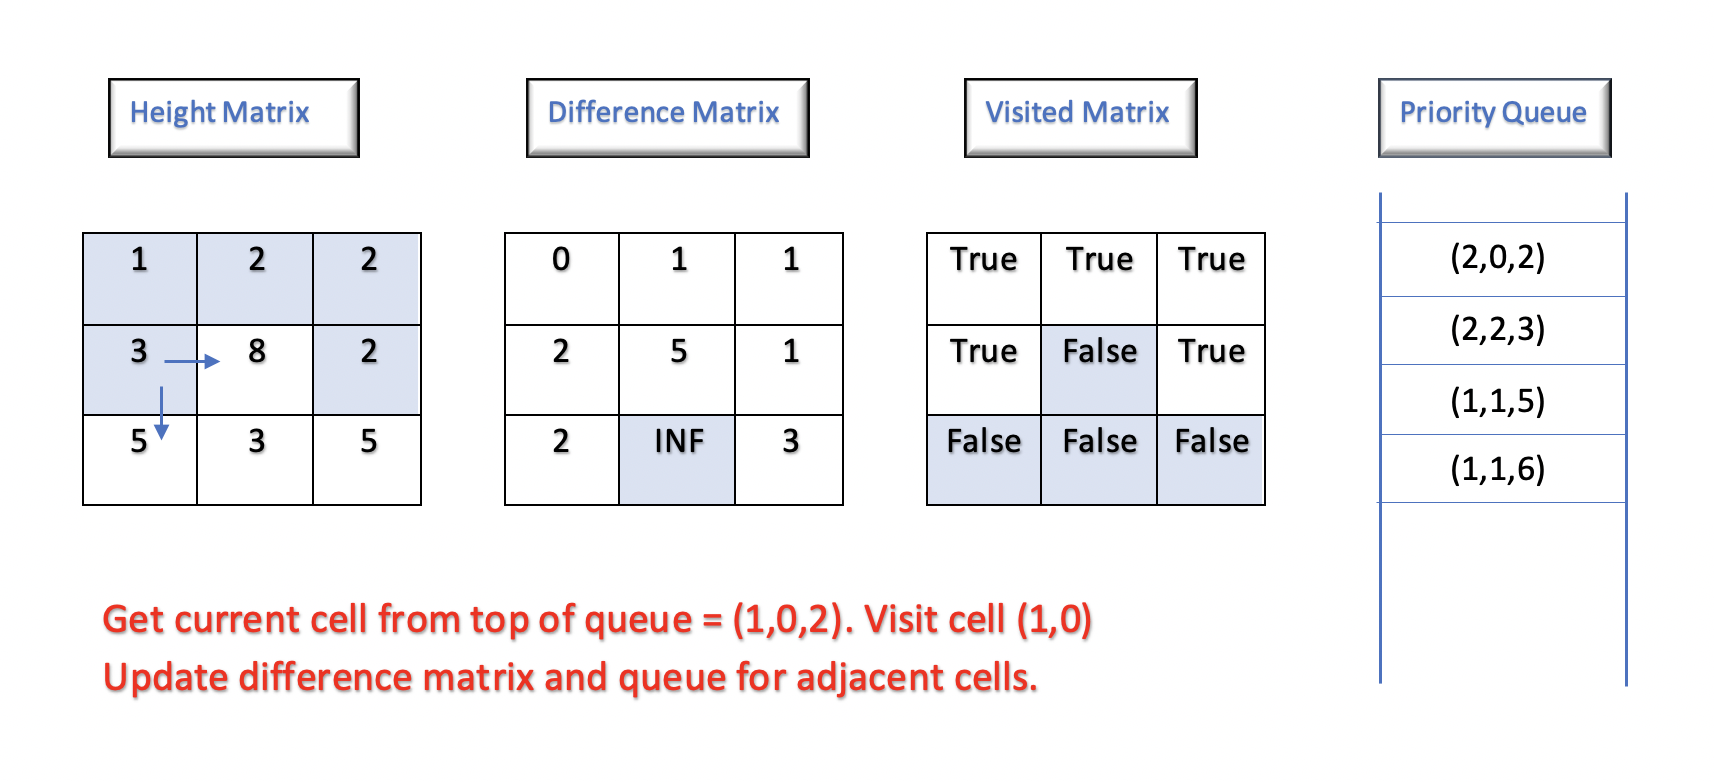 Height Matrix Difference Matrix Visited Matrix Priority Queue
1 2 2
3 8 2
5 3 5
0 1 1
2 5 1
2 INF 3
True True True
True False True
False False False
(2,0,2)
(2,2,3)
(1,1,5)
(1,1,6)
Get current cell from top of queue = (1,0,2). Visit cell (1,0)
Update difference matrix and queue for adjacent cells.